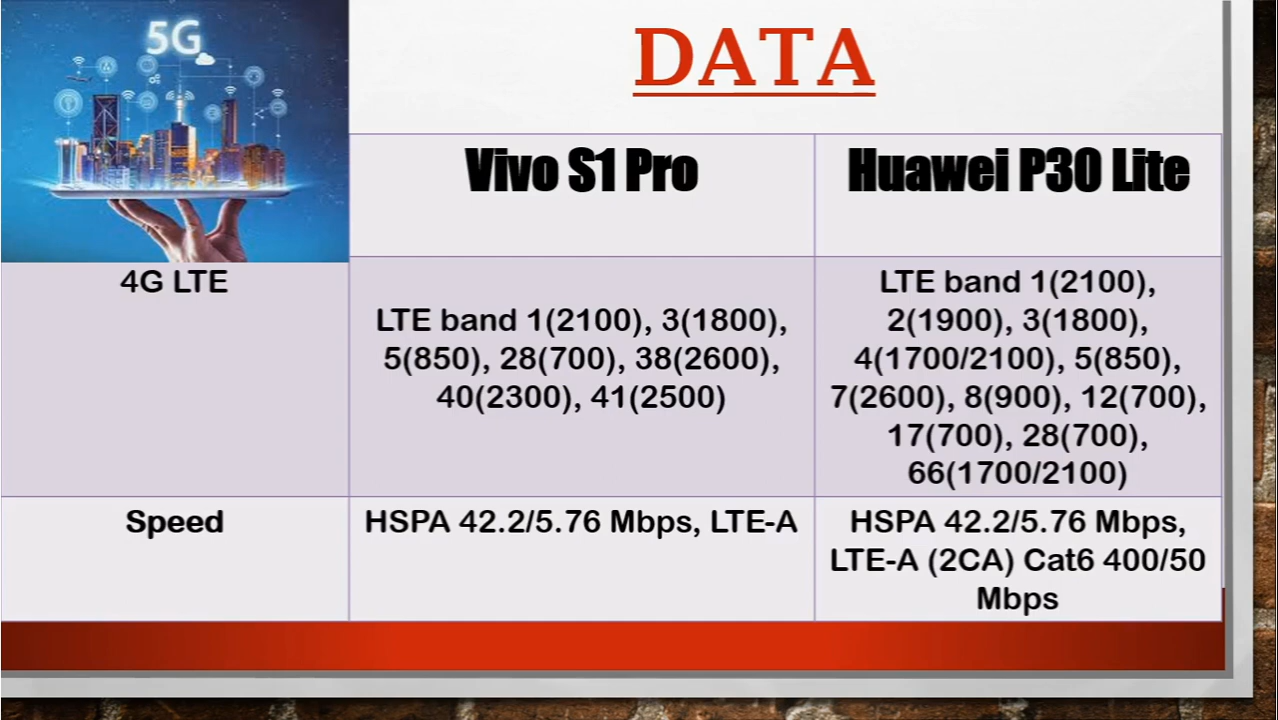 5G
DATA
Vivo S1 Pro
Huawei P30 Lite
4G LTE
LTE band 1(2100), 3(1800),
5(850), 28(700), 38(2600),
40(2300), 41(2500)
LTE band 1(2100),
2(1900), 3(1800),
4(1700/2100), 5(850),
7(2600), 8(900), 12(700),
17(700), 28(700),
66(1700/2100)
Speed
HSPA 42.2/5.76 Mbps, LTE-A
HSPA 42.2/5.76 Mbps,
LTE-A (2CA) Cat6 400/50
Mbps